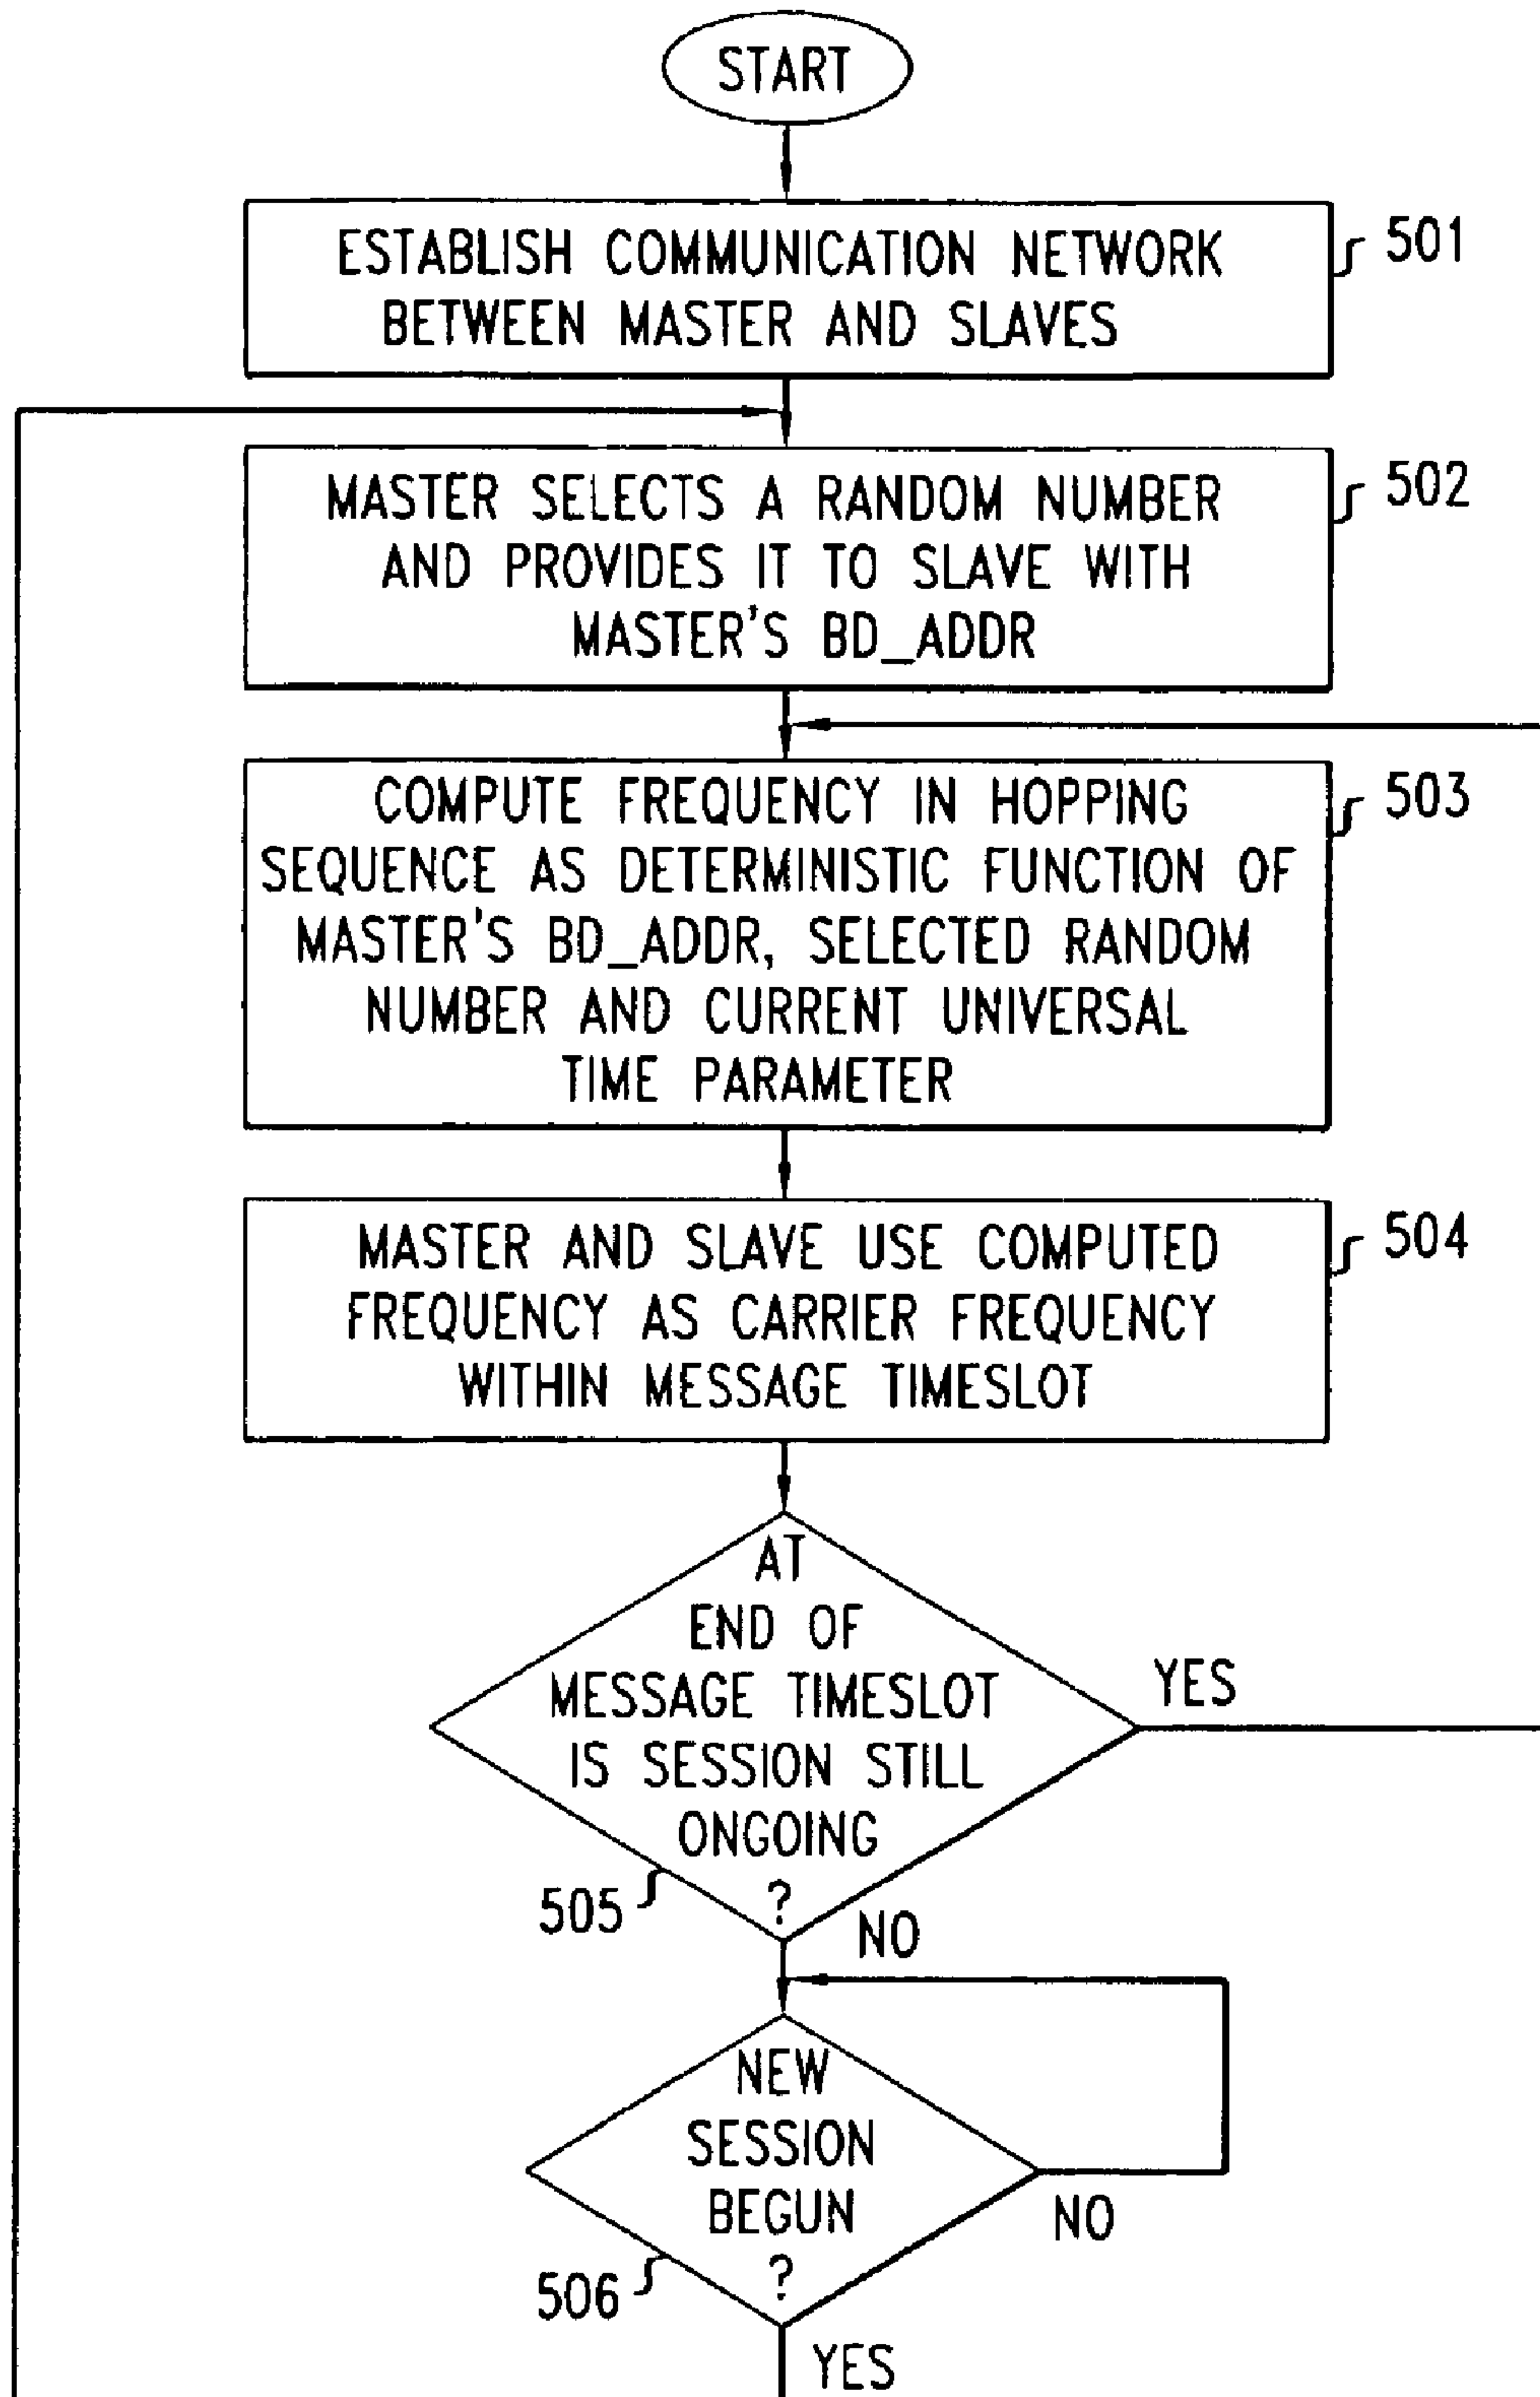 START
ESTABLISH COMMUNICATION NETWORK
BETWEEN MASTER AND SLAVES
501
MASTER SELECTS A RANDOM NUMBER
AND PROVIDES IT TO SLAVE WITH
MASTER'S BD_ADDR
502
COMPUTE FREQUENCY IN HOPPING
SEQUENCE AS DETERMINISTIC FUNCTION OF
MASTER'S BD_ADDR, SELECTED RANDOM
NUMBER AND CURRENT UNIVERSAL
TIME PARAMETER
503
MASTER AND SLAVE USE COMPUTED
FREQUENCY AS CARRIER FREQUENCY
WITHIN MESSAGE TIMESLOT
504
AT
END OF
MESSAGE TIMESLOT
IS SESSION STILL
ONGOING
?
YES
505
NO
NEW
SESSION
BEGUN
?
NO
506
YES